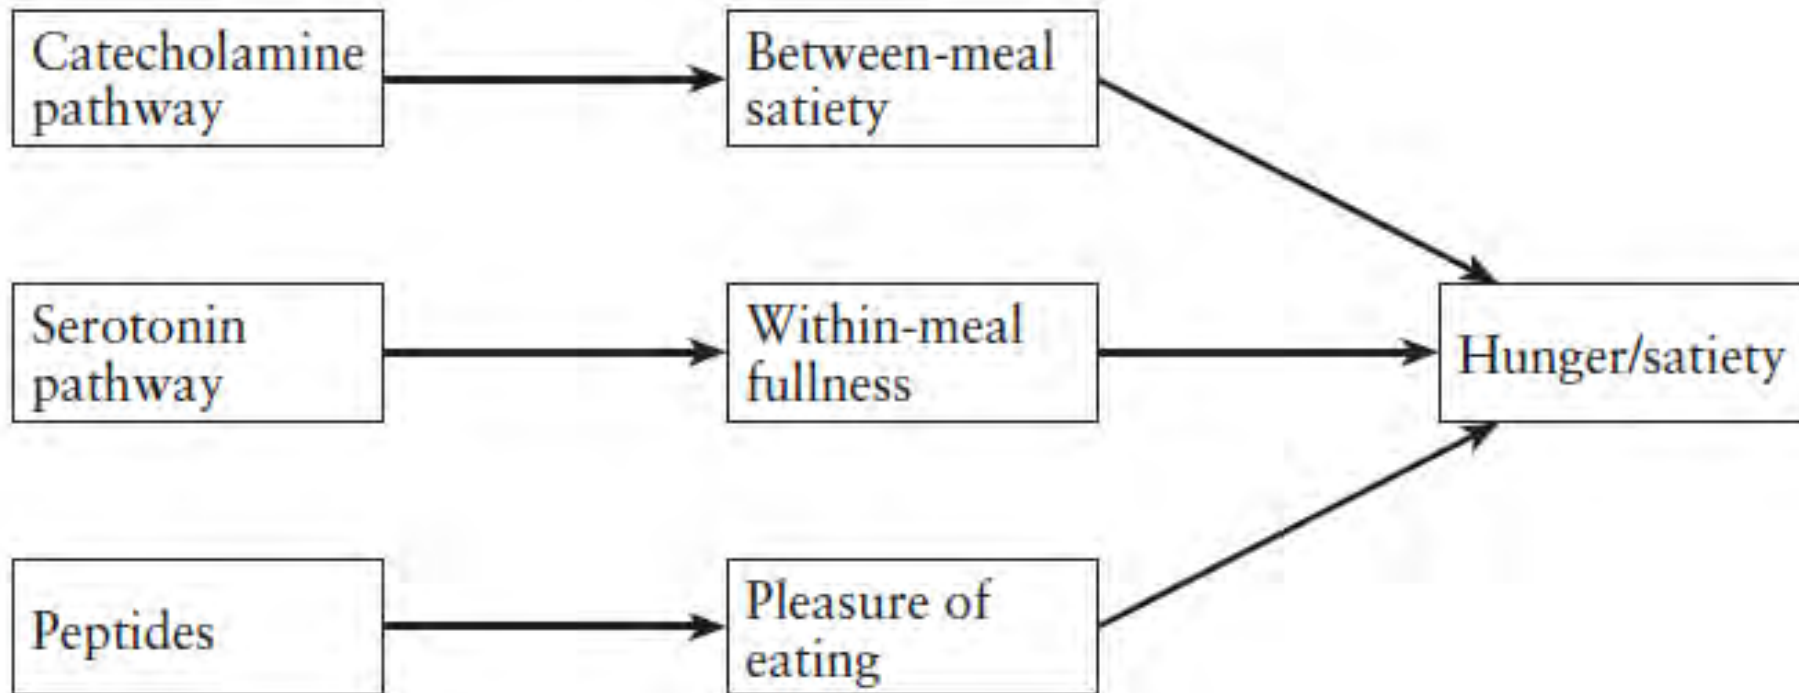 Catecholamine
pathway
Between-meal
satiety
Serotonin
pathway
Within-meal
fullness
Hunger/satiety
Peptides
Pleasure of
eating